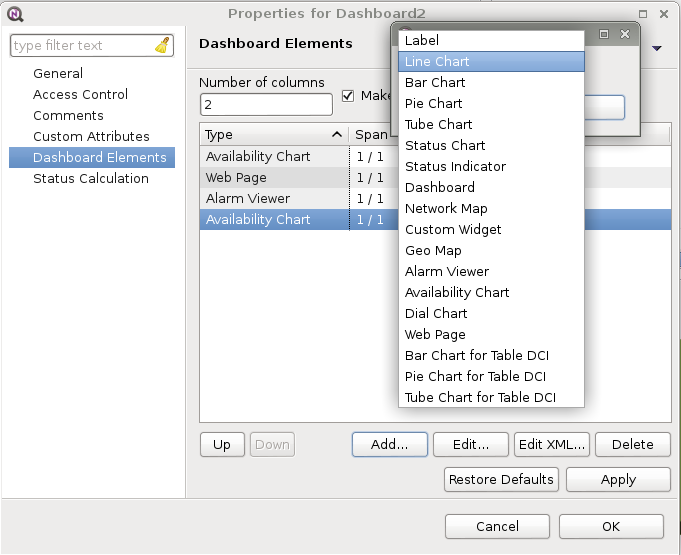 Properties for Dashboard2
type filter text
General
Access Control
Comments
Custom Attributes
Dashboard Elements
Status Calculation
Dashboard Elements
Number of columns
2
Make
Type Span
Availability Chart 1 / 1
Web Page 1 / 1
Alarm Viewer 1 / 1
Availability Chart 1 / 1
Label
Line Chart
Bar Chart
Pie Chart
Tube Chart
Status Chart
Status Indicator
Dashboard
Network Map
Custom Widget
Geo Map
Alarm Viewer
Availability Chart
Dial Chart
Web Page
Bar Chart for Table DCI
Pie Chart for Table DCI
Tube Chart for Table DCI
Up Down Add... Edit... Edit XML... Delete
Restore Defaults Apply
Cancel OK